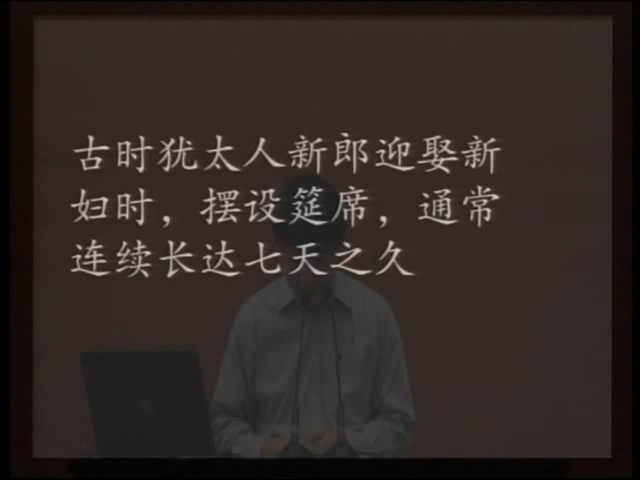 古时犹太人新郎迎娶新
妇时，摆设筵席，通常
连续长达七天之久